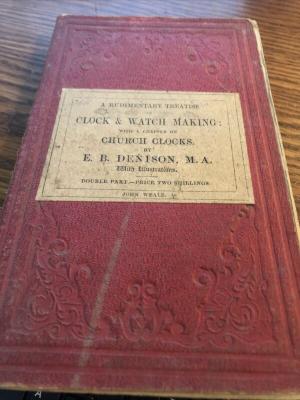 A RUDIMENTARY TREATISE
CLOCK & WATCH MAKING:
WITH A CHAPTER ON
CHURCH CLOCKS.
BY
E. B. DENISON, M.A.
With Illustrations.
DOUBLE PART.—PRICE TWO SHILLINGS
JOHN WEALE,